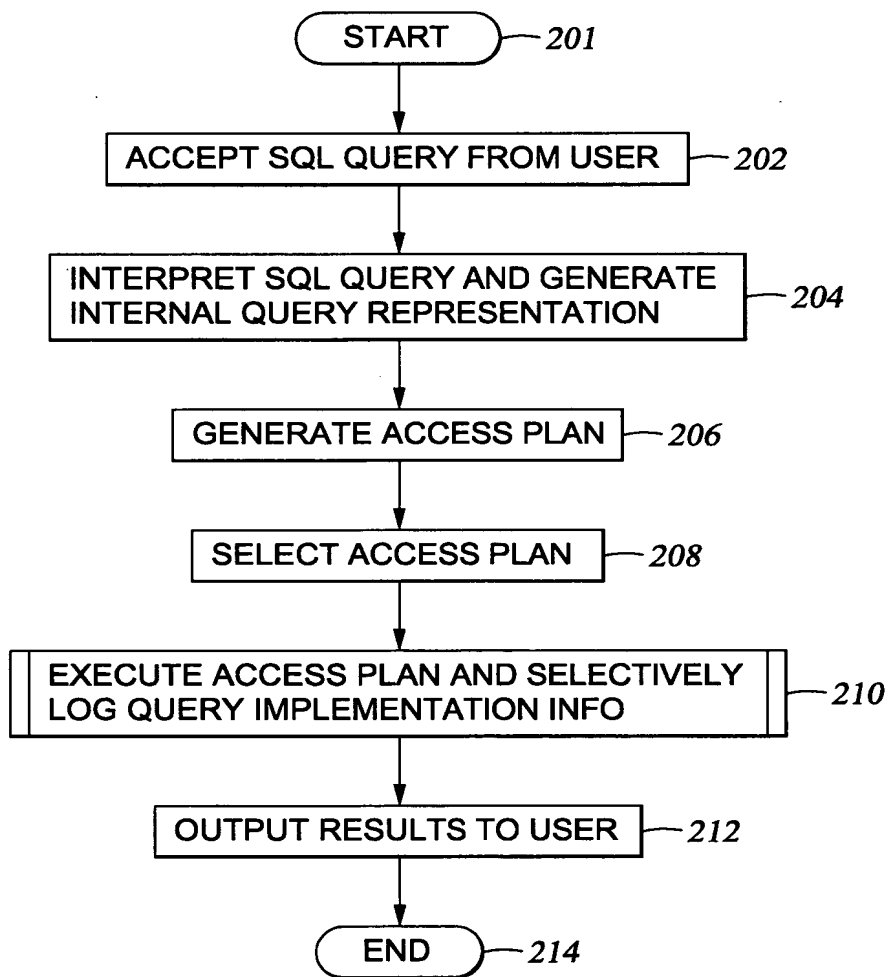 START 201
ACCEPT SQL QUERY FROM USER 202
INTERPRET SQL QUERY AND GENERATE
INTERNAL QUERY REPRESENTATION 204
GENERATE ACCESS PLAN 206
SELECT ACCESS PLAN 208
EXECUTE ACCESS PLAN AND SELECTIVELY
LOG QUERY IMPLEMENTATION INFO 210
OUTPUT RESULTS TO USER 212
END 214